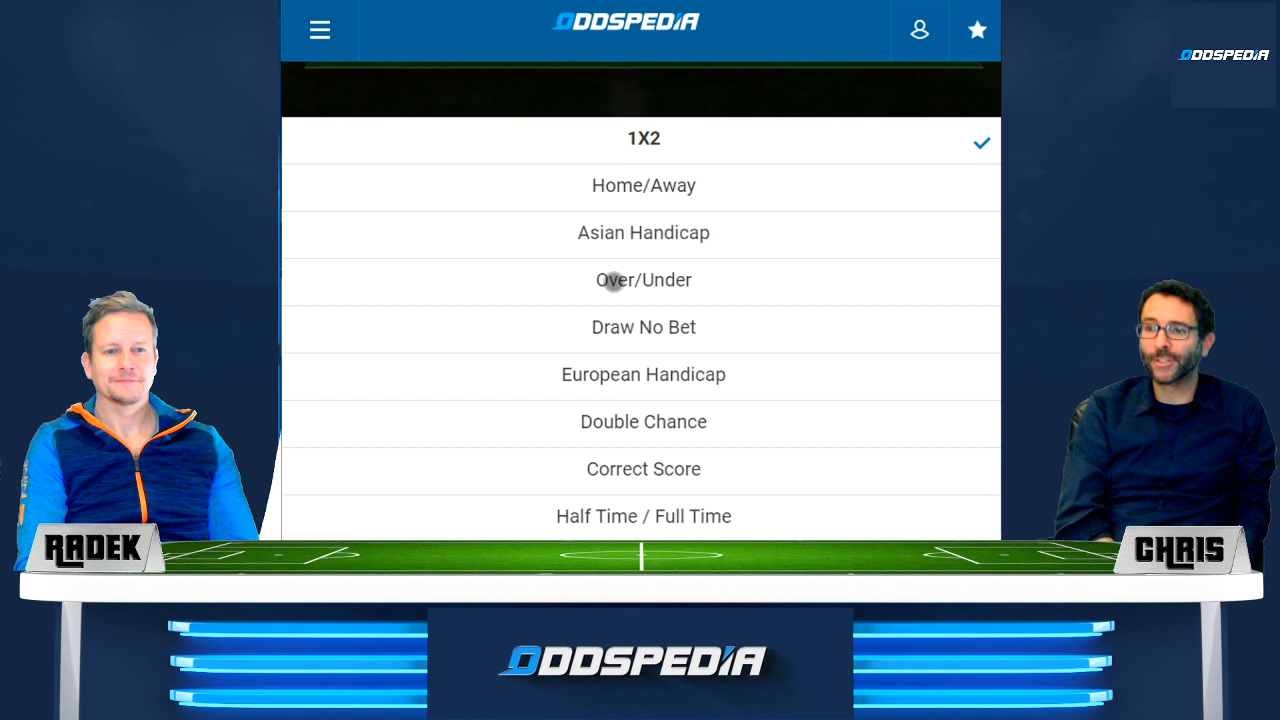 ODDSPEDIA
ODDSPEDIA
1X2
Home/Away
Asian Handicap
Over/Under
Draw No Bet
European Handicap
Double Chance
Correct Score
Half Time / Full Time
RADEK
CHRIS
ODDSPEDIA